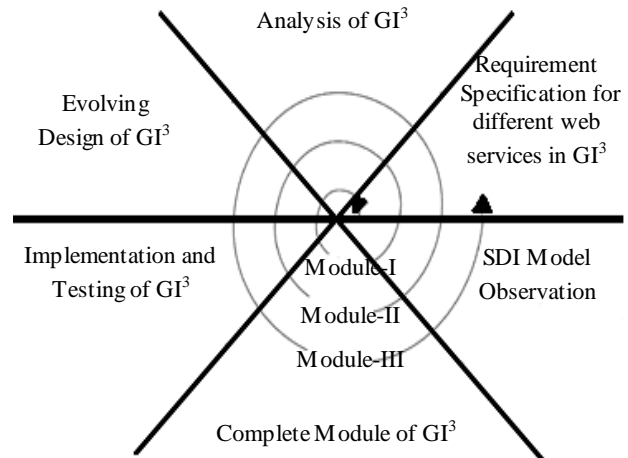 Analysis of GI³
Requirement
Specification for
different web
services in GI³
Evolving
Design of GI³
Implementation and
Testing of GI³
Module-I
Module-II
Module-III
SDI Model
Observation
Complete Module of GI³